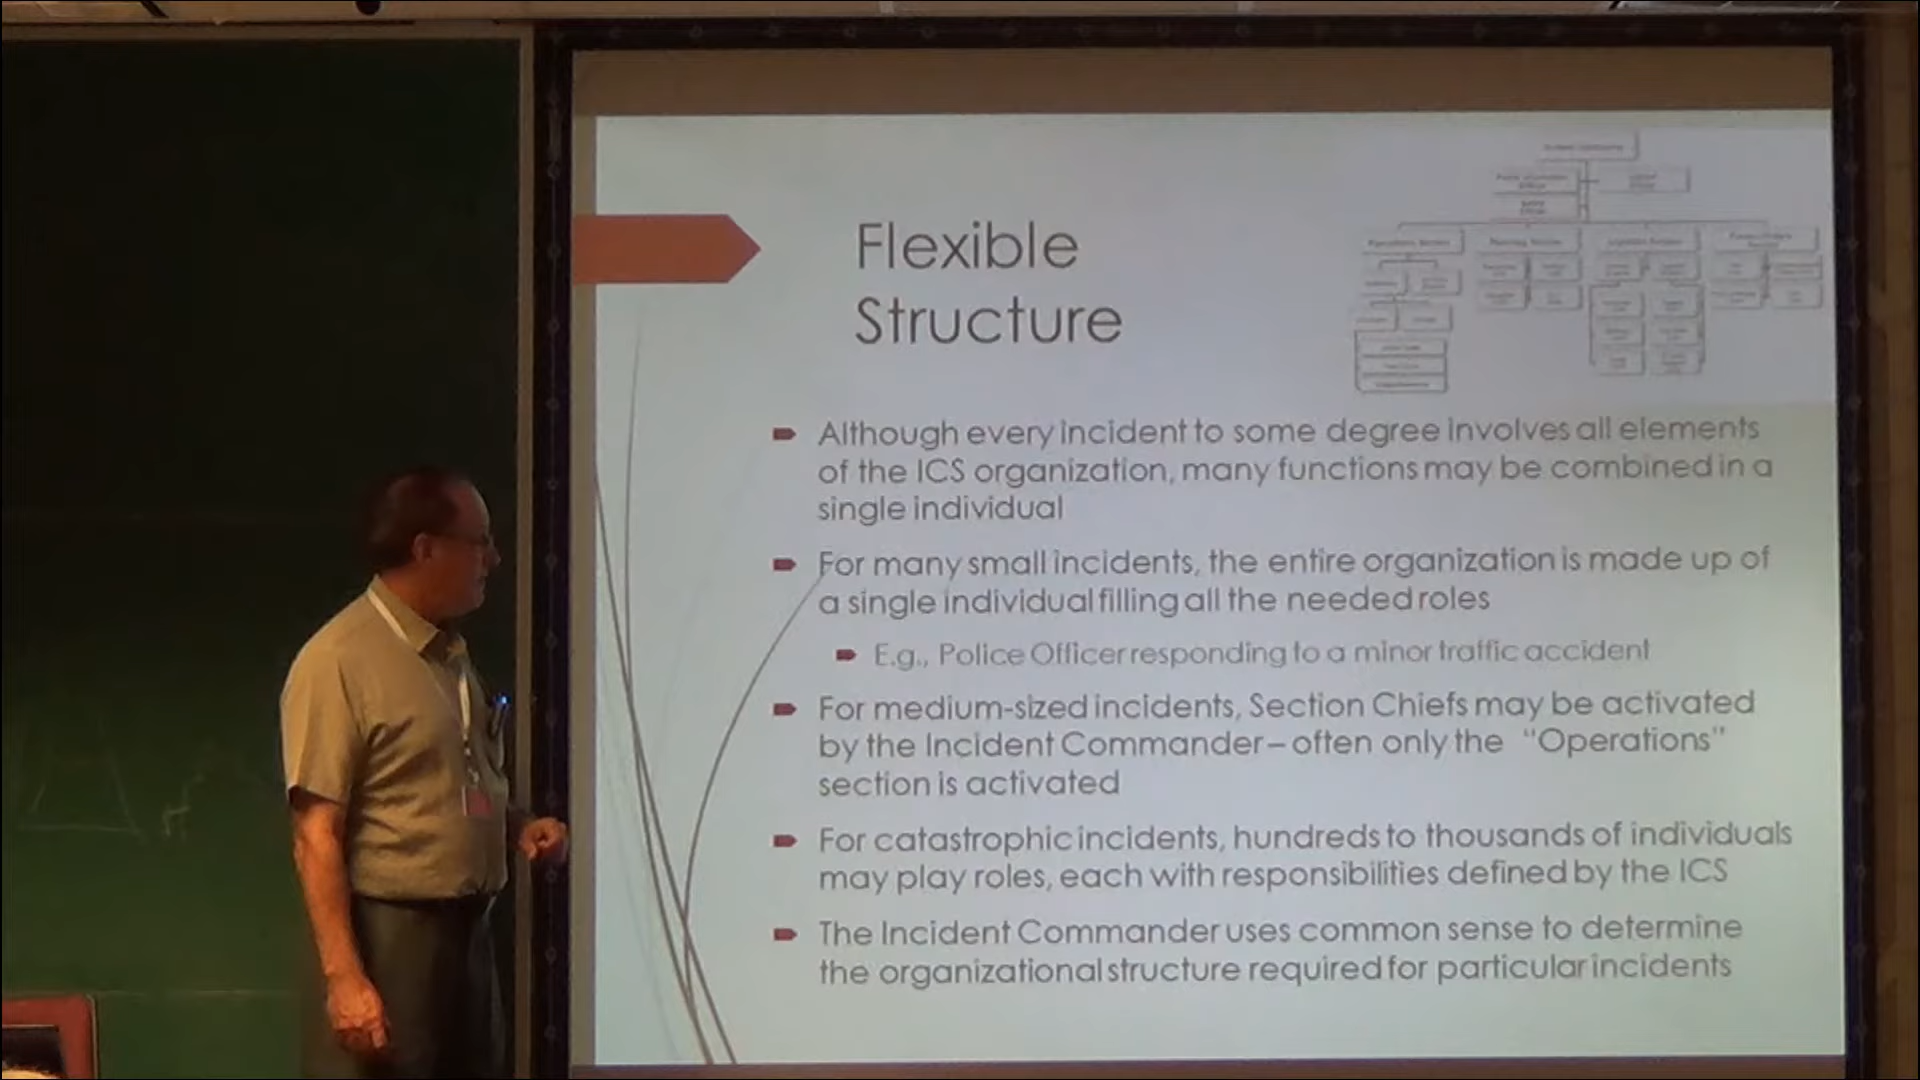 Flexible
Structure
Although every incident to some degree involves all elements
of the ICS organization, many functions may be combined in a
single individual
For many small incidents, the entire organization is made up of
a single individual filling all the needed roles
E.g., Police Officer responding to a minor traffic accident
For medium-sized incidents, Section Chiefs may be activated
by the Incident Commander – often only the "Operations"
section is activated
For catastrophic incidents, hundreds to thousands of individuals
may play roles, each with responsibilities defined by the ICS
The Incident Commander uses common sense to determine
the organizational structure required for particular incidents